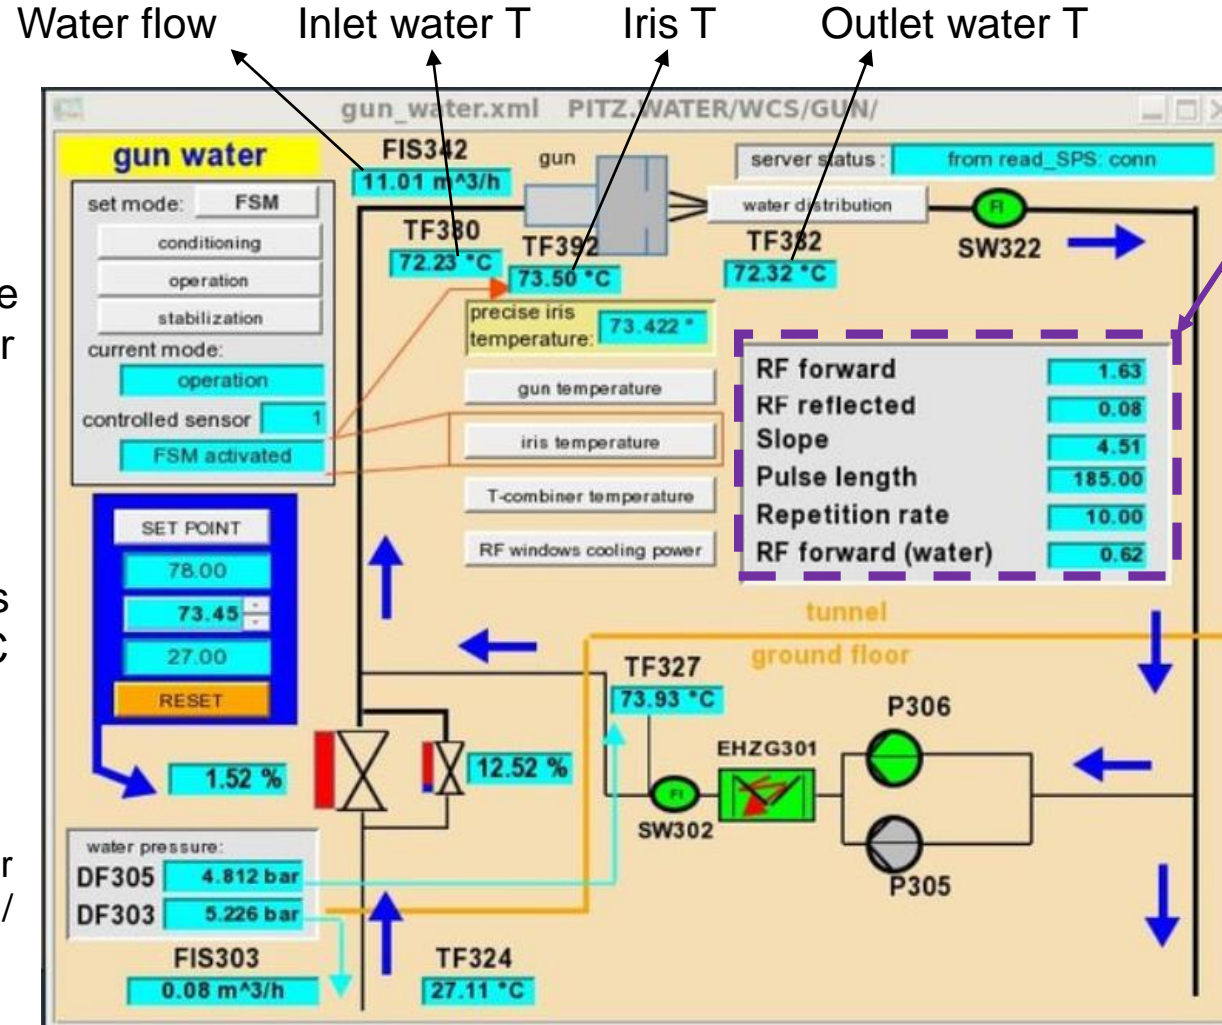 Water flow
Inlet water T
Iris T
Outlet water T
gun_water.xml PITZ.WATER/WCS/GUN/
gun water
FIS342
11.01 m^3/h
gun
server status :
from read_SPS: conn
set mode:
FSM
conditioning
operation
stabilization
current mode:
operation
controlled sensor
1
FSM activated
TF380
72.23 °C
TF392
73.50 °C
water distribution
TF382
72.32 °C
FI
SW322
precise iris
temperature:
73.422 °
gun temperature
iris temperature
T-combiner temperature
RF windows cooling power
RF forward 1.63
RF reflected 0.08
Slope 4.51
Pulse length 185.00
Repetition rate 10.00
RF forward (water) 0.62
e
r
s
C
r
/
SET POINT
78.00
73.45
27.00
RESET
tunnel
ground floor
TF327
73.93 °C
P306
EHZG301
FI
SW302
P305
1.52 %
12.52 %
water pressure:
DF305 4.812 bar
DF303 5.226 bar
FIS303
0.08 m^3/h
TF324
27.11 °C